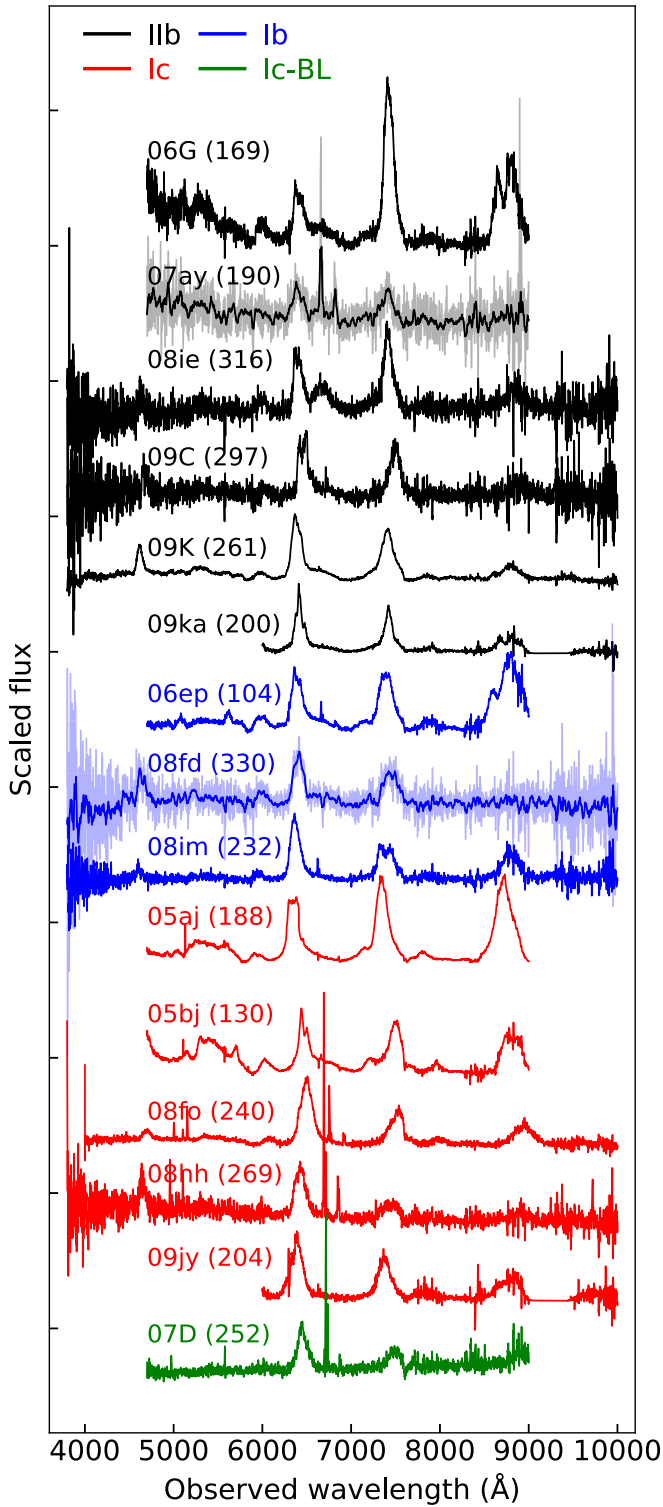 IIb Ib
Ic Ic-BL
06G (169)
07ay (190)
08ie (316)
09C (297)
09K (261)
09ka (200)
06ep (104)
08fd (330)
08im (232)
05aj (188)
05bj (130)
08fo (240)
08hh (269)
09jy (204)
07D (252)
Scaled flux
4000 5000 6000 7000 8000 9000 10000
Observed wavelength (Å)